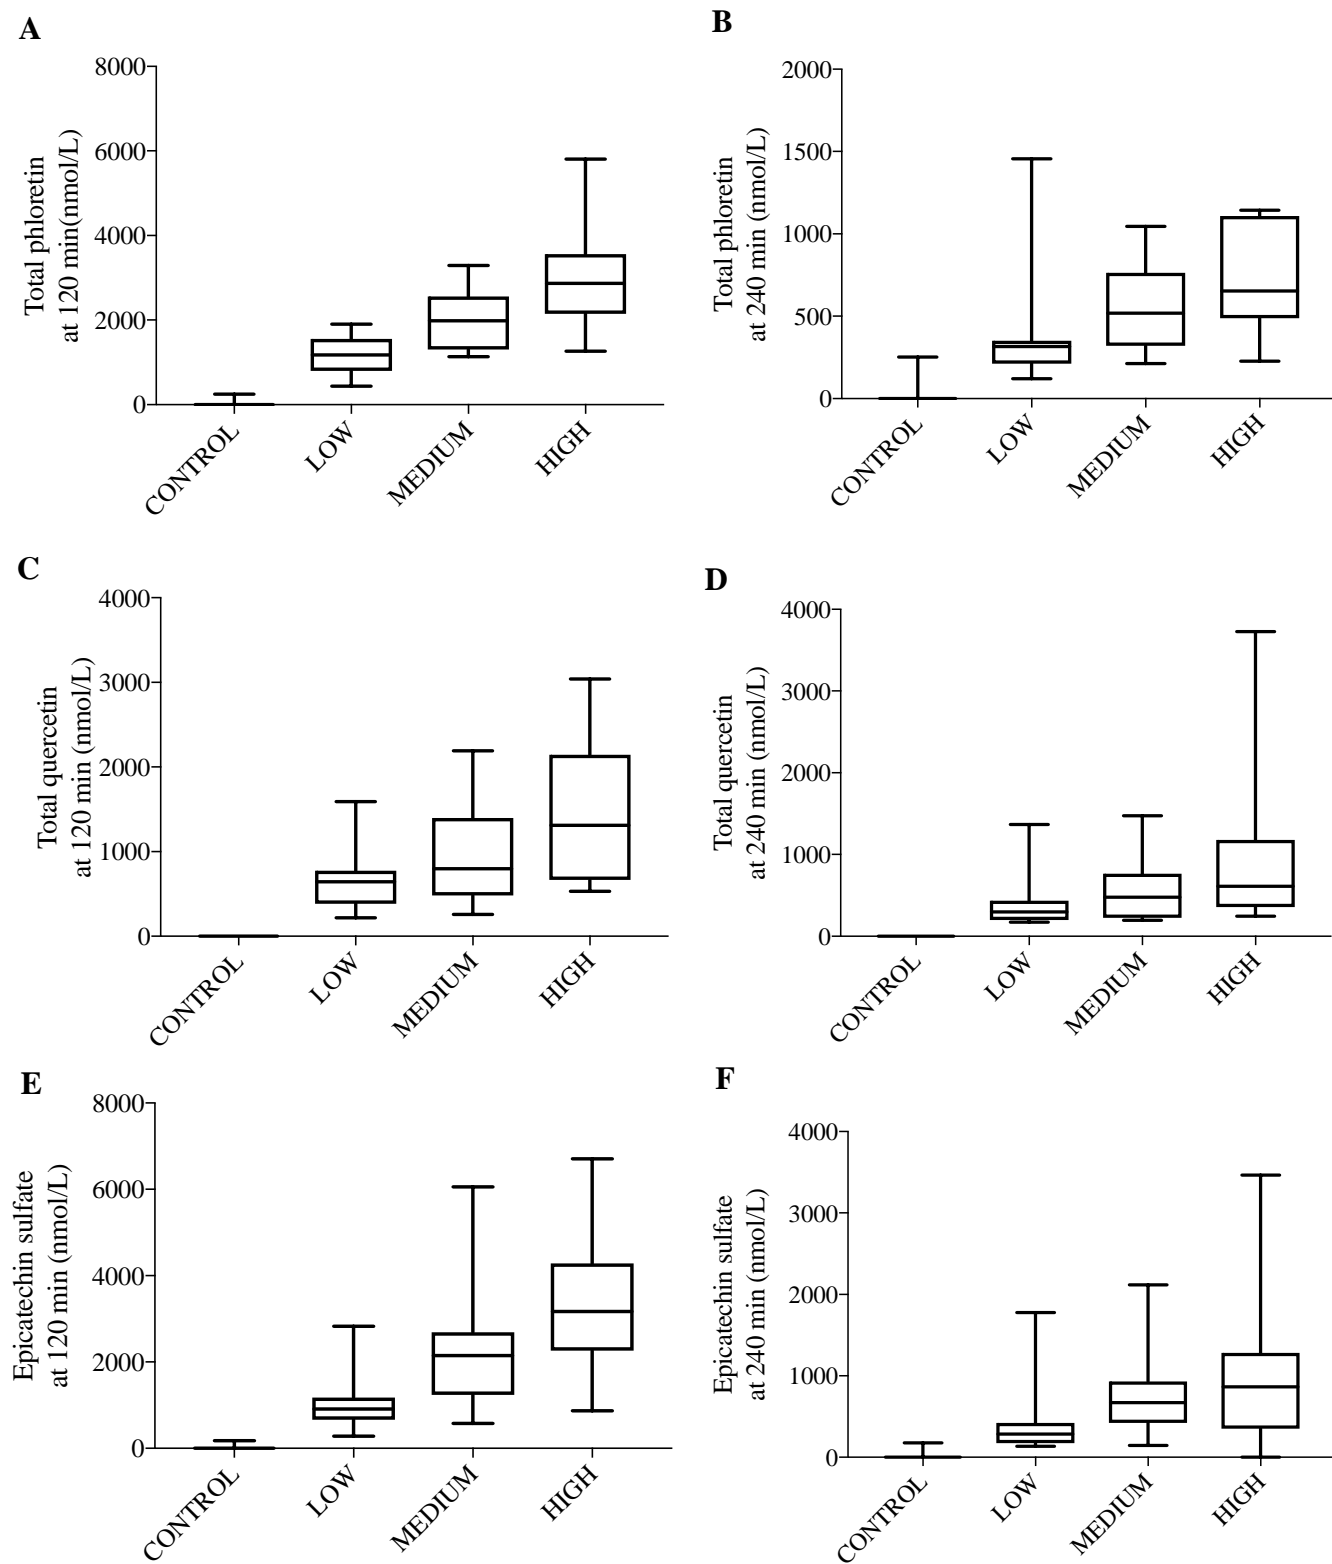 A
Total phloretin
at 120 min(nmol/L)
8000
6000
4000
2000
0
CONTROL
LOW
MEDIUM
HIGH
B
Total phloretin
at 240 min (nmol/L)
2000
1500
1000
500
0
CONTROL
LOW
MEDIUM
HIGH
C
Total quercetin
at 120 min (nmol/L)
4000
3000
2000
1000
0
CONTROL
LOW
MEDIUM
HIGH
D
Total quercetin
at 240 min (nmol/L)
4000
3000
2000
1000
0
CONTROL
LOW
MEDIUM
HIGH
E
Epicatechin sulfate
at 120 min (nmol/L)
8000
6000
4000
2000
0
CONTROL
LOW
MEDIUM
HIGH
F
Epicatechin sulfate
at 240 min (nmol/L)
4000
3000
2000
1000
0
CONTROL
LOW
MEDIUM
HIGH